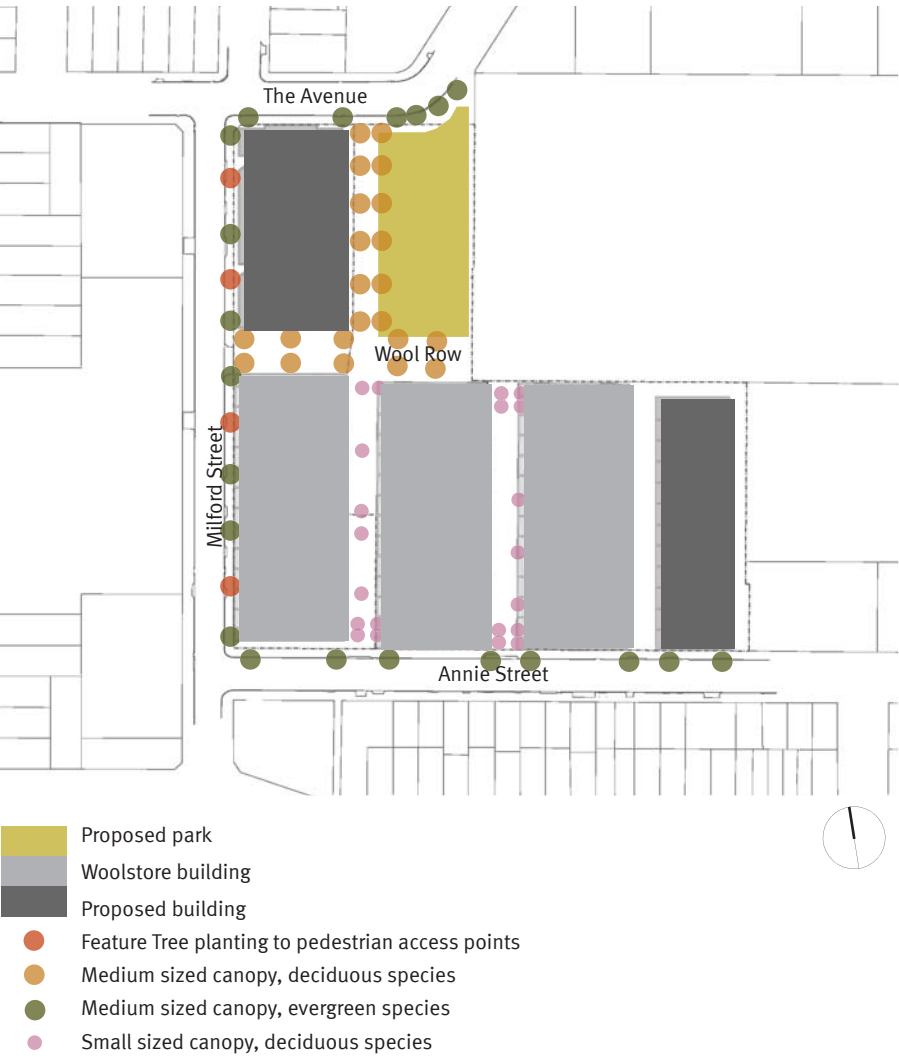 The Avenue
Wool Row
Milford Street
Annie Street
Proposed park
Woolstore building
Proposed building
Feature Tree planting to pedestrian access points
Medium sized canopy, deciduous species
Medium sized canopy, evergreen species
Small sized canopy, deciduous species